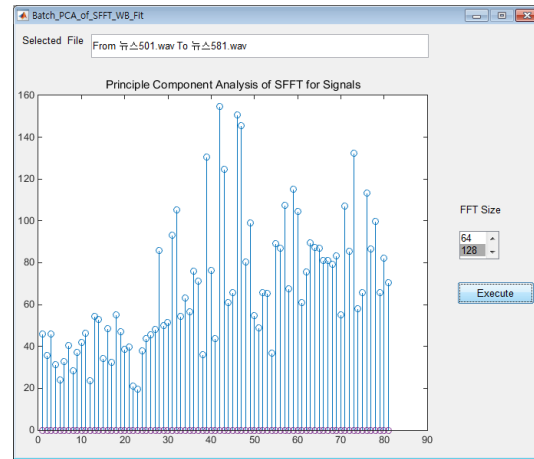 Batch_PCA_of_SFFT_WB_Flt
Selected File
From 뉴스501.wav To 뉴스581.wav
Principle Component Analysis of SFFT for Signals
160
140
120
100
80
60
40
20
0
0 10 20 30 40 50 60 70 80 90
FFT Size
64
128
Execute